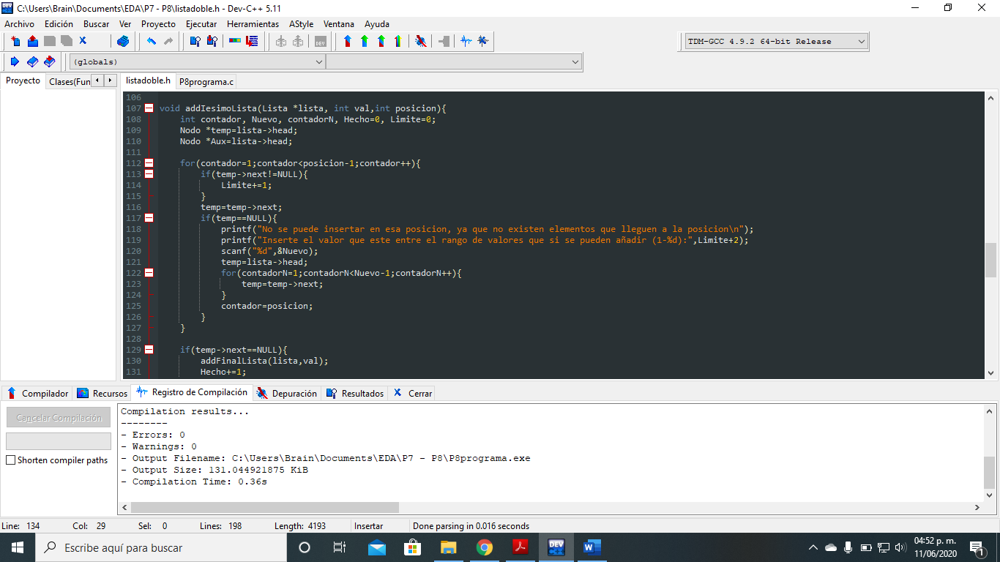 C:\Users\Brain\Documents\EDA\P7 - P8\listadoble.h - Dev-C++ 5.11
Archivo Edición Buscar Ver Proyecto Ejecutar Herramientas AStyle Ventana Ayuda
TDM-GCC 4.9.2 64-bit Release
(globals)
Proyecto Clases(Fun
listadoble.h P8programa.c
106
107 void addIesimoLista(Lista *lista, int val,int posicion){
108 int contador, Nuevo, contadorN, Hecho=0, Limite=0;
109 Nodo *temp=lista->head;
110 Nodo *Aux=lista->head;
111
112 for(contador=1;contador<posicion-1;contador++){
113 if(temp->next!=NULL){
114 Limite+=1;
115 }
116 temp=temp->next;
117 if(temp==NULL){
118 printf("No se puede insertar en esa posicion, ya que no existen elementos que lleguen a la posicion\n");
119 printf("Inserte el valor que este entre el rango de valores que si se pueden añadir (1-%d):",Limite+2);
120 scanf("%d",&Nuevo);
121 temp=lista->head;
122 for(contadorN=1;contadorN<Nuevo-1;contadorN++){
123 temp=temp->next;
124 }
125 contador=posicion;
126 }
127 }
128
129 if(temp->next==NULL){
130 addFinalLista(lista,val);
131 Hecho+=1;
Compilador Recursos Registro de Compilación Depuración Resultados Cerrar
Cancelar Compilación
Shorten compiler paths
Compilation results...
--------
- Errors: 0
- Warnings: 0
- Output Filename: C:\Users\Brain\Documents\EDA\P7 - P8\P8programa.exe
- Output Size: 131.044921875 KiB
- Compilation Time: 0.36s
Line: 134 Col: 29 Sel: 0 Lines: 198 Length: 4193 Insertar Done parsing in 0.016 seconds
Escribe aquí para buscar
DEV
04:52 p. m.
11/06/2020
1